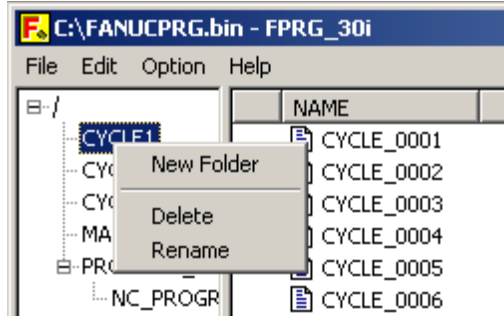 C:\FANUCPRG.bin - FPRG_30i
File Edit Option Help
/
CYCLE1
New Folder
Delete
Rename
NC_PROGR
NAME
CYCLE_0001
CYCLE_0002
CYCLE_0003
CYCLE_0004
CYCLE_0005
CYCLE_0006